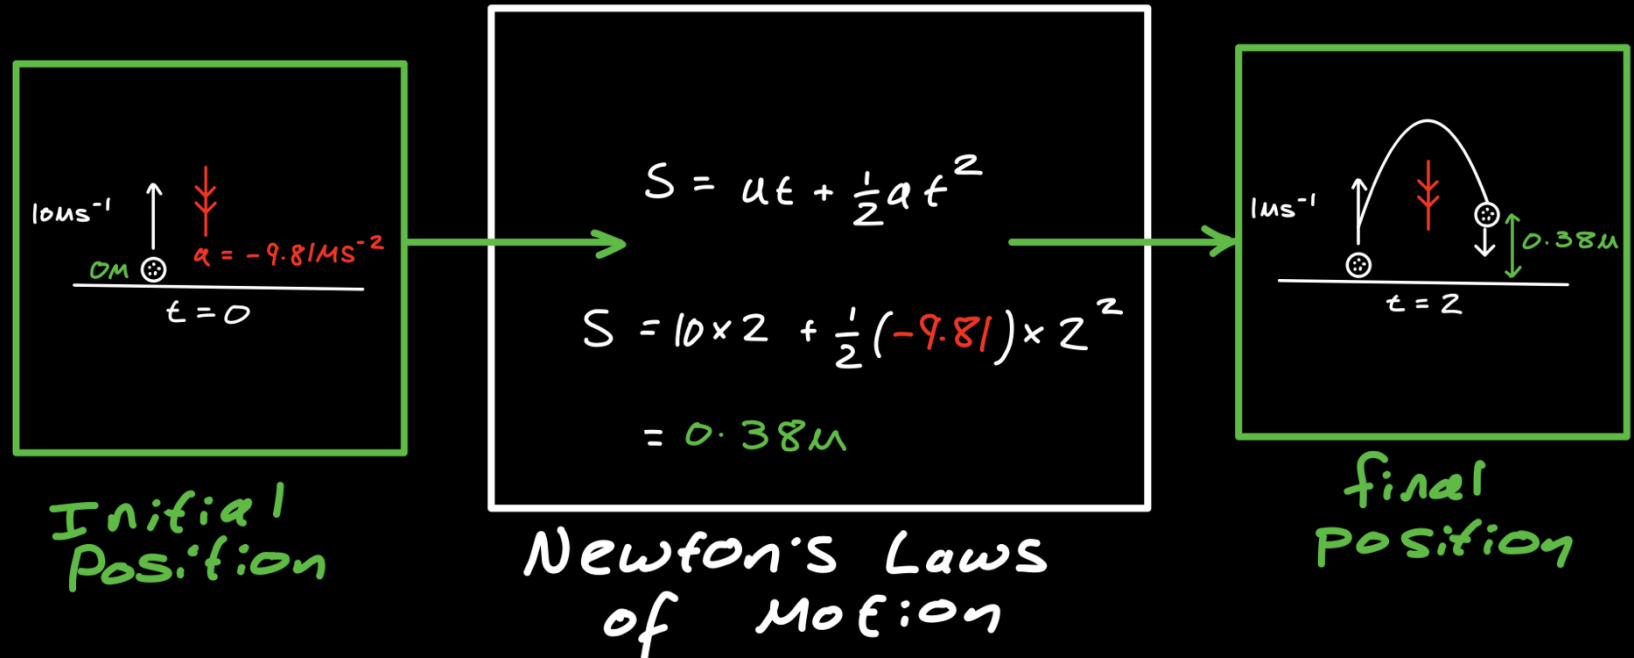 10ms⁻¹
a = -9.81ms⁻²
0m
t = 0
Initial
Position
S = ut + ½at²
S = 10×2 + ½(-9.81)×2²
= 0.38m
Newton's Laws
of Motion
1ms⁻¹
0.38m
t = 2
final
position